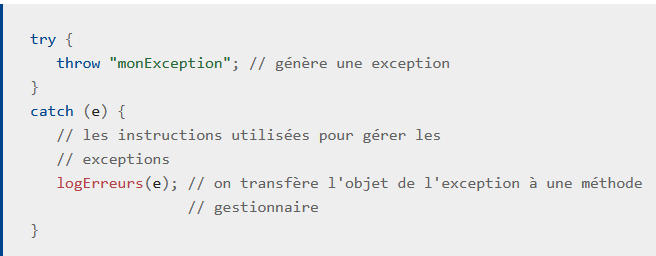 try {
   throw "monException"; // génère une exception
}
catch (e) {
   // les instructions utilisées pour gérer les
   // exceptions
   logErreurs(e); // on transfère l'objet de l'exception à une méthode
                  // gestionnaire
}